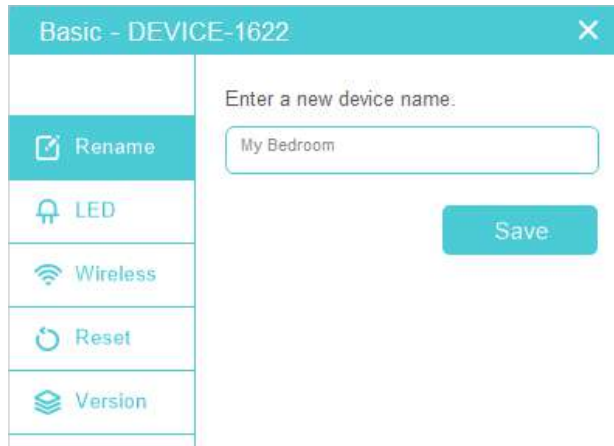 Basic - DEVICE-1622
Rename
LED
Wireless
Reset
Version
Enter a new device name.
My Bedroom
Save